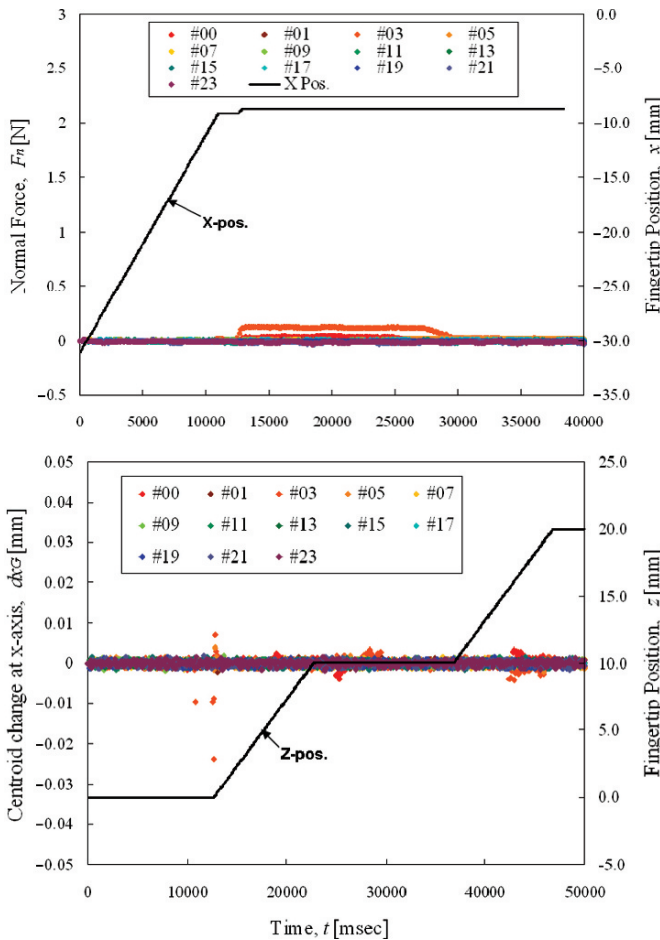 3
2.5
2
1.5
1
0.5
0
−0.5
Normal Force, Fn [N]
#00 #01 #03 #05
#07 #09 #11 #13
#15 #17 #19 #21
#23 X Pos.
X-pos.
0.0
−5.0
−10.0
−15.0
−20.0
−25.0
−30.0
−35.0
Fingertip Position, x [mm]
0 5000 10000 15000 20000 25000 30000 35000 40000
0.05
0.04
0.03
0.02
0.01
0
−0.01
−0.02
−0.03
−0.04
−0.05
Centroid change at x-axis, dxG [mm]
#00 #01 #03 #05 #07
#09 #11 #13 #15 #17
#19 #21 #23
Z-pos.
25.0
20.0
15.0
10.0
5.0
0.0
−5.0
Fingertip Position, z [mm]
0 10000 20000 30000 40000 50000
Time, t [msec]